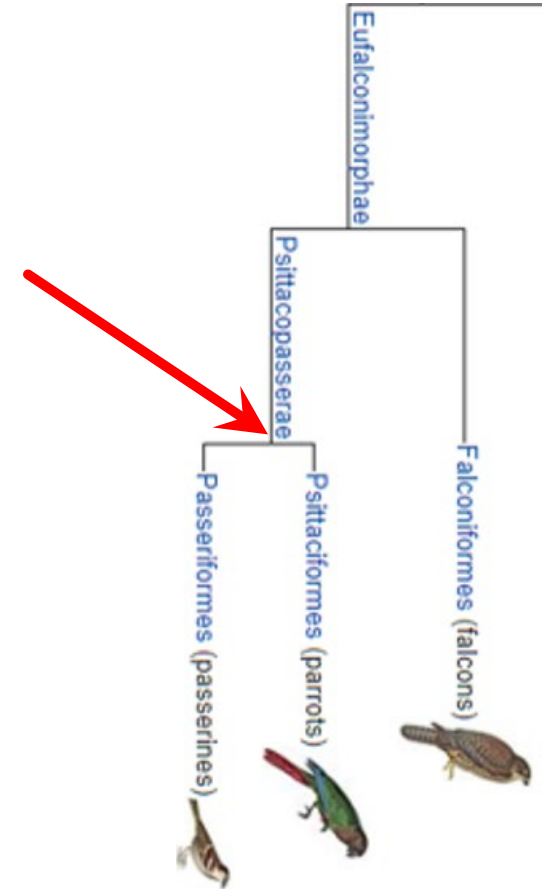 Eufalconimorphae
Psittacopasserae
Falconiformes (falcons)
Psittaciformes (parrots)
Passeriformes (passerines)